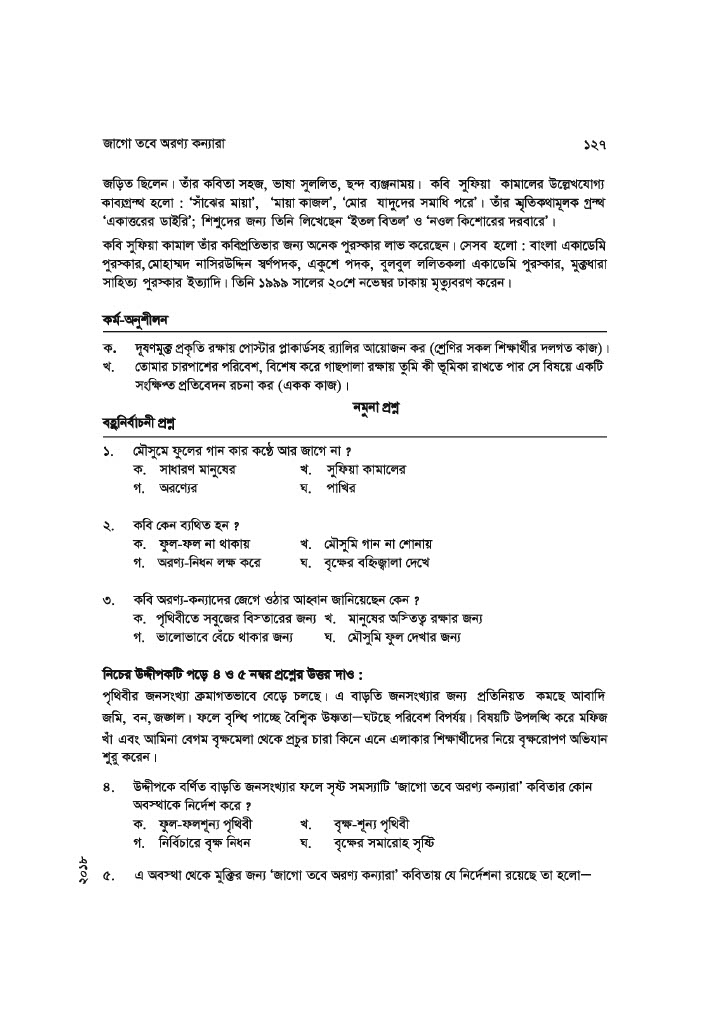 জাগো তবে অরণ্য কন্যারা ১২৭
জড়িত ছিলেন। তাঁর কবিতা সহজ, ভাষা সুললিত, ছন্দ ব্যঞ্জনাময়। কবি সুফিয়া কামালের উল্লেখযোগ্য
কাব্যগ্রন্থ হলো : ‘সাঁঝের মায়া’, ‘মায়া কাজল’, ‘মোর যাদুদের সমাধি পরে’। তাঁর স্মৃতিকথামূলক গ্রন্থ
‘একাত্তরের ডাইরি’; শিশুদের জন্য তিনি লিখেছেন ‘ইতল বিতল’ ও ‘নওল কিশোরের দরবারে’।
কবি সুফিয়া কামাল তাঁর কবিপ্রতিভার জন্য অনেক পুরস্কার লাভ করেছেন। সেসব হলো : বাংলা একাডেমি
পুরস্কার, মোহাম্মদ নাসিরউদ্দিন স্বর্ণপদক, একুশে পদক, বুলবুল ললিতকলা একাডেমি পুরস্কার, মুক্তধারা
সাহিত্য পুরস্কার ইত্যাদি। তিনি ১৯৯৯ সালের ২০শে নভেম্বর ঢাকায় মৃত্যুবরণ করেন।
কর্ম-অনুশীলন
ক. দূষণমুক্ত প্রকৃতি রক্ষায় পোস্টার প্লাকার্ডসহ র‍্যালির আয়োজন কর (শ্রেণির সকল শিক্ষার্থীর দলগত কাজ)।
খ. তোমার চারপাশের পরিবেশ, বিশেষ করে গাছপালা রক্ষায় তুমি কী ভূমিকা রাখতে পার সে বিষয়ে একটি
সংক্ষিপ্ত প্রতিবেদন রচনা কর (একক কাজ)।
নমুনা প্রশ্ন
বহুনির্বাচনী প্রশ্ন
১. মৌসুমে ফুলের গান কার কণ্ঠে আর জাগে না ?
ক. সাধারণ মানুষের খ. সুফিয়া কামালের
গ. অরণ্যের ঘ. পাখির
২. কবি কেন ব্যথিত হন ?
ক. ফুল-ফল না থাকায় খ. মৌসুমি গান না শোনায়
গ. অরণ্য-নিধন লক্ষ করে ঘ. বৃক্ষের বহ্নিজ্বালা দেখে
৩. কবি অরণ্য-কন্যাদের জেগে ওঠার আহ্বান জানিয়েছেন কেন ?
ক. পৃথিবীতে সবুজের বিস্তারের জন্য খ. মানুষের অস্তিত্ব রক্ষার জন্য
গ. ভালোভাবে বেঁচে থাকার জন্য ঘ. মৌসুমি ফুল দেখার জন্য
নিচের উদ্দীপকটি পড়ে ৪ ও ৫ নম্বর প্রশ্নের উত্তর দাও :
পৃথিবীর জনসংখ্যা ক্রমাগতভাবে বেড়ে চলছে। এ বাড়তি জনসংখ্যার জন্য প্রতিনিয়ত কমছে আবাদি
জমি, বন, জঙ্গল। ফলে বৃদ্ধি পাচ্ছে বৈশ্বিক উষ্ণতা—ঘটছে পরিবেশ বিপর্যয়। বিষয়টি উপলব্ধি করে মফিজ
খাঁ এবং আমিনা বেগম বৃক্ষমেলা থেকে প্রচুর চারা কিনে এনে এলাকার শিক্ষার্থীদের নিয়ে বৃক্ষরোপণ অভিযান
শুরু করেন।
৪. উদ্দীপকে বর্ণিত বাড়তি জনসংখ্যার ফলে সৃষ্ট সমস্যাটি ‘জাগো তবে অরণ্য কন্যারা’ কবিতার কোন
অবস্থাকে নির্দেশ করে ?
ক. ফুল-ফলশূন্য পৃথিবী খ. বৃক্ষ-শূন্য পৃথিবী
গ. নির্বিচারে বৃক্ষ নিধন ঘ. বৃক্ষের সমারোহ সৃষ্টি
৫. এ অবস্থা থেকে মুক্তির জন্য ‘জাগো তবে অরণ্য কন্যারা’ কবিতায় যে নির্দেশনা রয়েছে তা হলো—
২০১৮